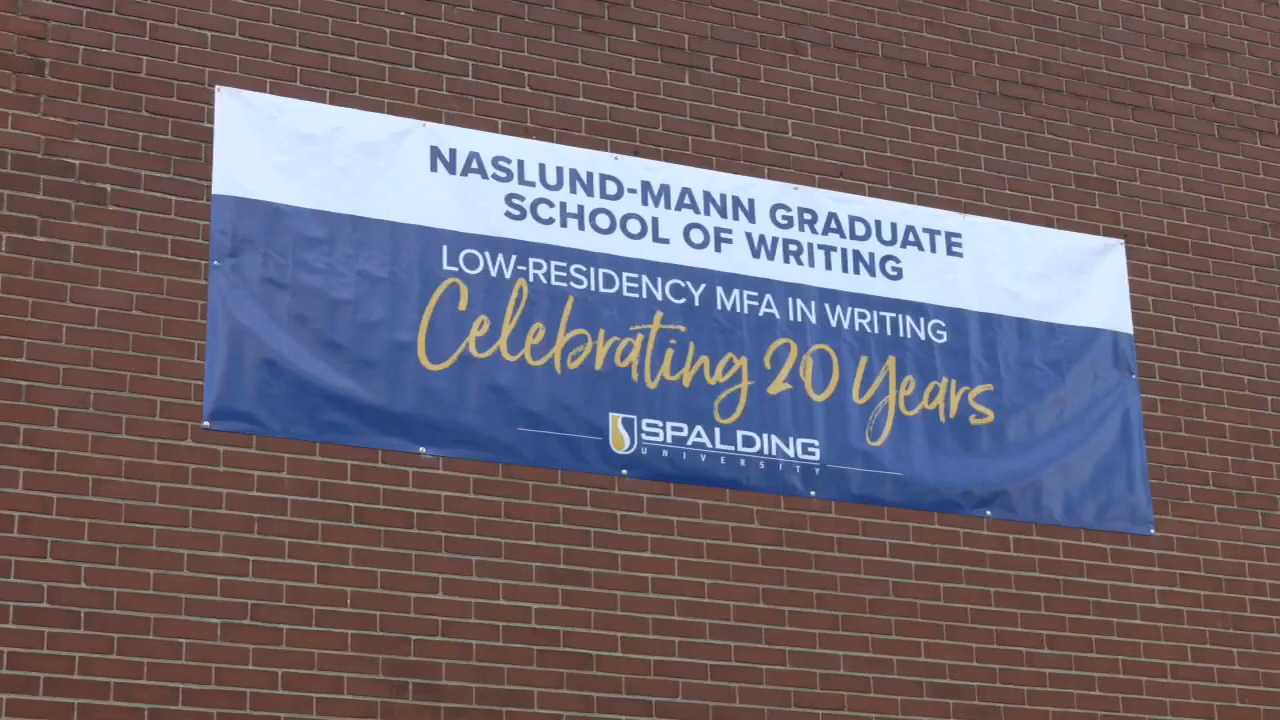 NASLUND-MANN GRADUATE
SCHOOL OF WRITING
LOW-RESIDENCY MFA IN WRITING
Celebrating 20 Years
SPALDING
UNIVERSITY